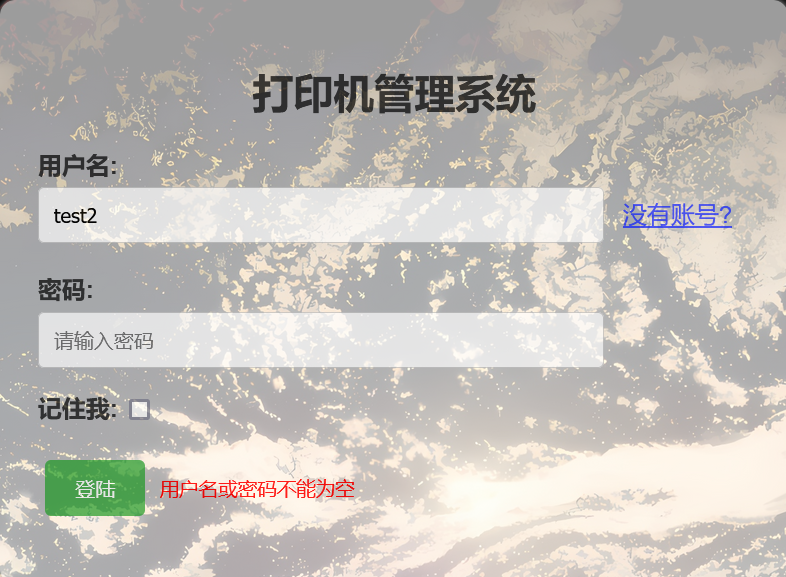 打印机管理系统
用户名:
test2 没有账号?
密码:
请输入密码
记住我:
登陆 用户名或密码不能为空